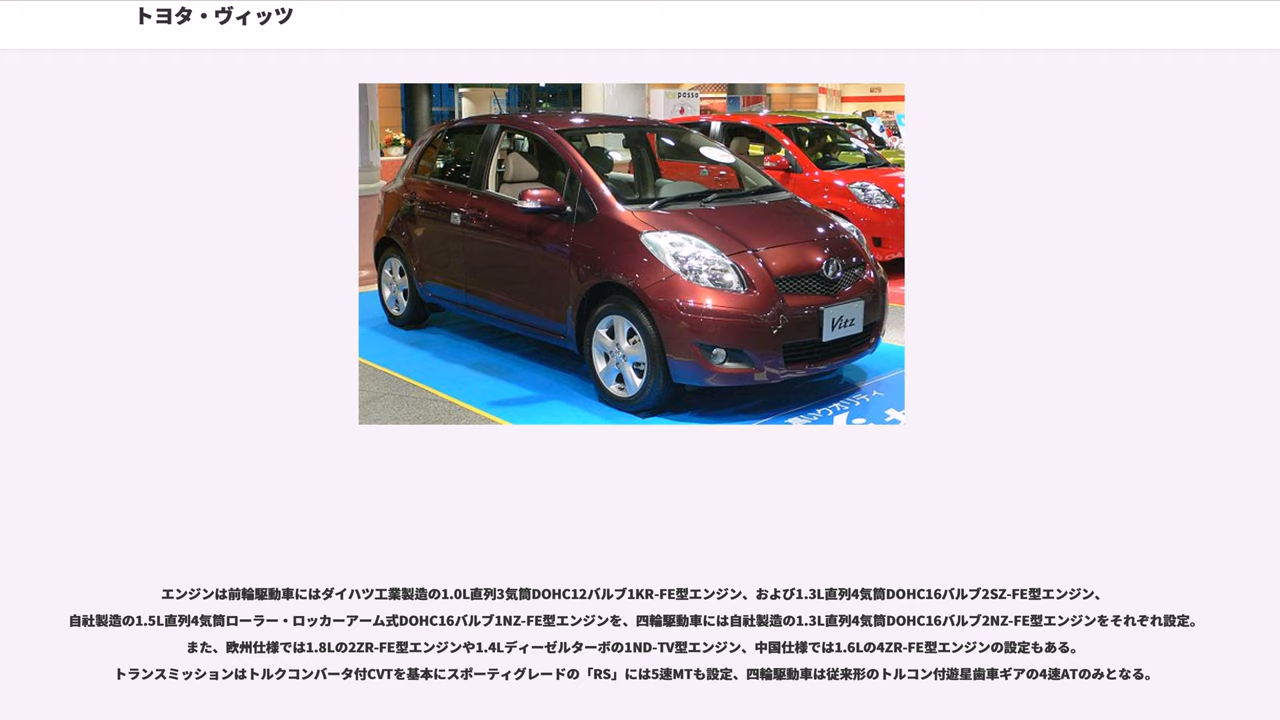 トヨタ・ヴィッツ
passo
Vitz
高いクオリティ
エンジンは前輪駆動車にはダイハツ工業製造の1.0L直列3気筒DOHC12バルブ1KR-FE型エンジン、および1.3L直列4気筒DOHC16バルブ2SZ-FE型エンジン、
自社製造の1.5L直列4気筒ローラー・ロッカーアーム式DOHC16バルブ1NZ-FE型エンジンを、四輪駆動車には自社製造の1.3L直列4気筒DOHC16バルブ2NZ-FE型エンジンをそれぞれ設定。
また、欧州仕様では1.8Lの2ZR-FE型エンジンや1.4Lディーゼルターボの1ND-TV型エンジン、中国仕様では1.6Lの4ZR-FE型エンジンの設定もある。
トランスミッションはトルクコンバータ付CVTを基本にスポーティグレードの「RS」には5速MTも設定、四輪駆動車は従来形のトルコン付遊星歯車ギアの4速ATのみとなる。